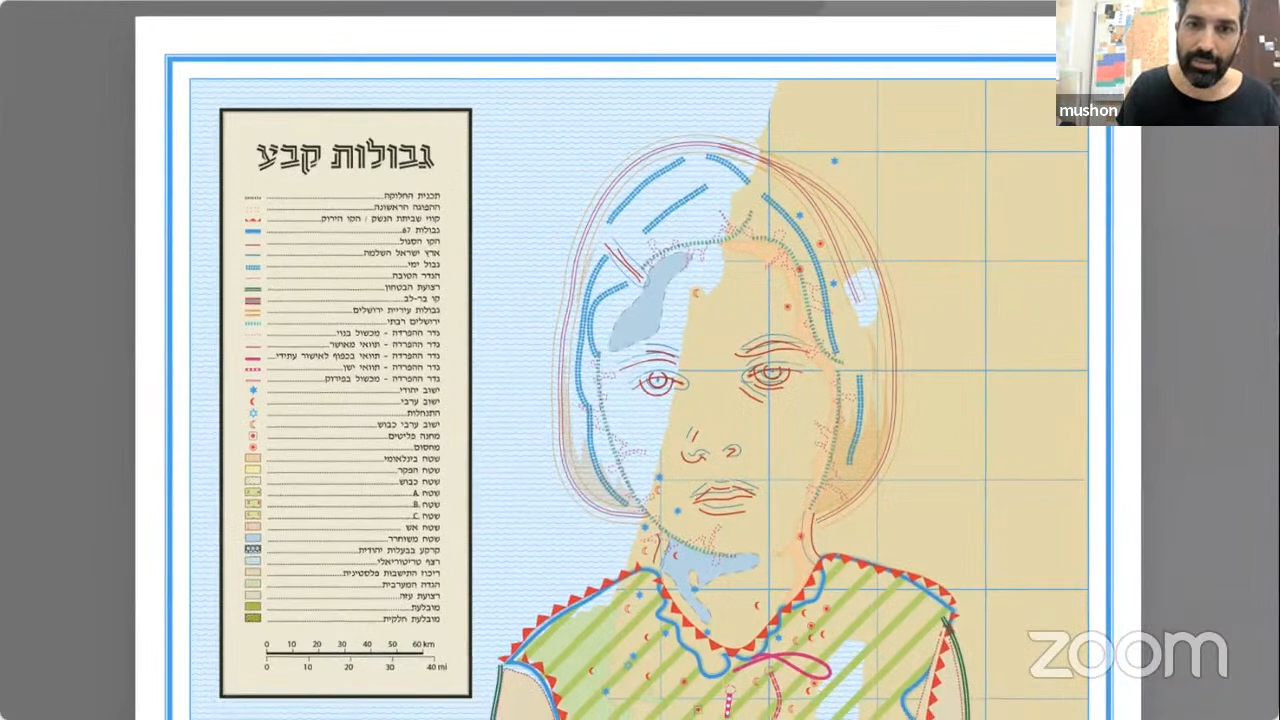 mushon
גבולות קבע
תכנית החלוקה
ההפוגה הראשונה
קווי שביתת הנשק / הקו הירוק
גבולות 67
הקו הסגול
ארץ ישראל השלמה
גבול ימי
הגדר הטובה
רצועת הבטחון
קו בר-לב
גבולות עיריית ירושלים
ירושלים רבתי
גדר ההפרדה - מכשול בנוי
גדר ההפרדה - תוואי מאושר
גדר ההפרדה - תוואי בכפוף לאישור עתידי
גדר ההפרדה - תוואי ישן
גדר ההפרדה - מכשול בפירוק
ישוב יהודי
ישוב ערבי
התנחלות
ישוב ערבי כבוש
מחנה פליטים
מחסום
שטח בינלאומי
שטח הפקר
שטח כבוש
שטח A
שטח B
שטח C
שטח אש
שטח משוחרר
קרקע בבעלות יהודית
רצף טריטוריאלי
ריכוז התישבות פלסטינית
הגדה המערבית
רצועת עזה
מובלעת
מובלעת חלקית
0 10 20 30 40 50 60 km
0 10 20 30 40 mi
zoom